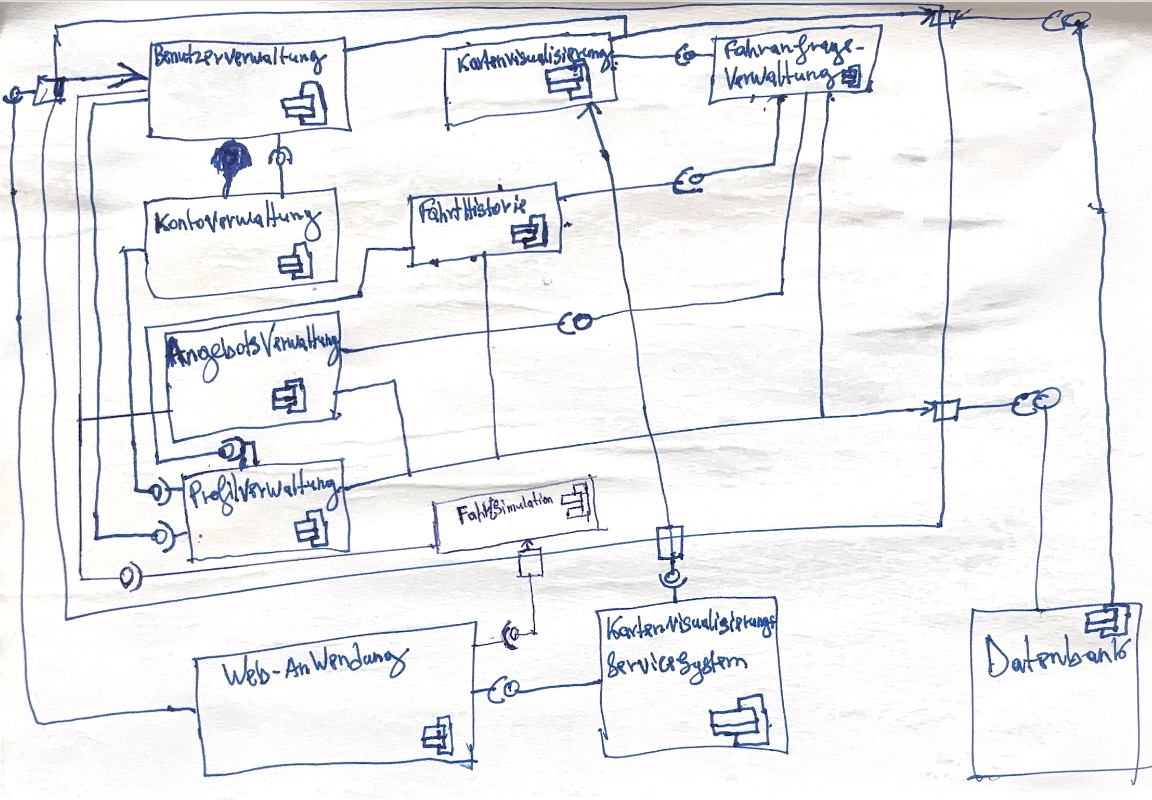 Benutzerverwaltung
Kartenvisualisierung
Fahranfrage-
Verwaltung
KontoVerwaltung
FahrtHistorie
AngebotsVerwaltung
ProfilVerwaltung
Fahrtsimulation
Web-AnWendung
Kartenvisualisierungs
ServiceSystem
Datenbank